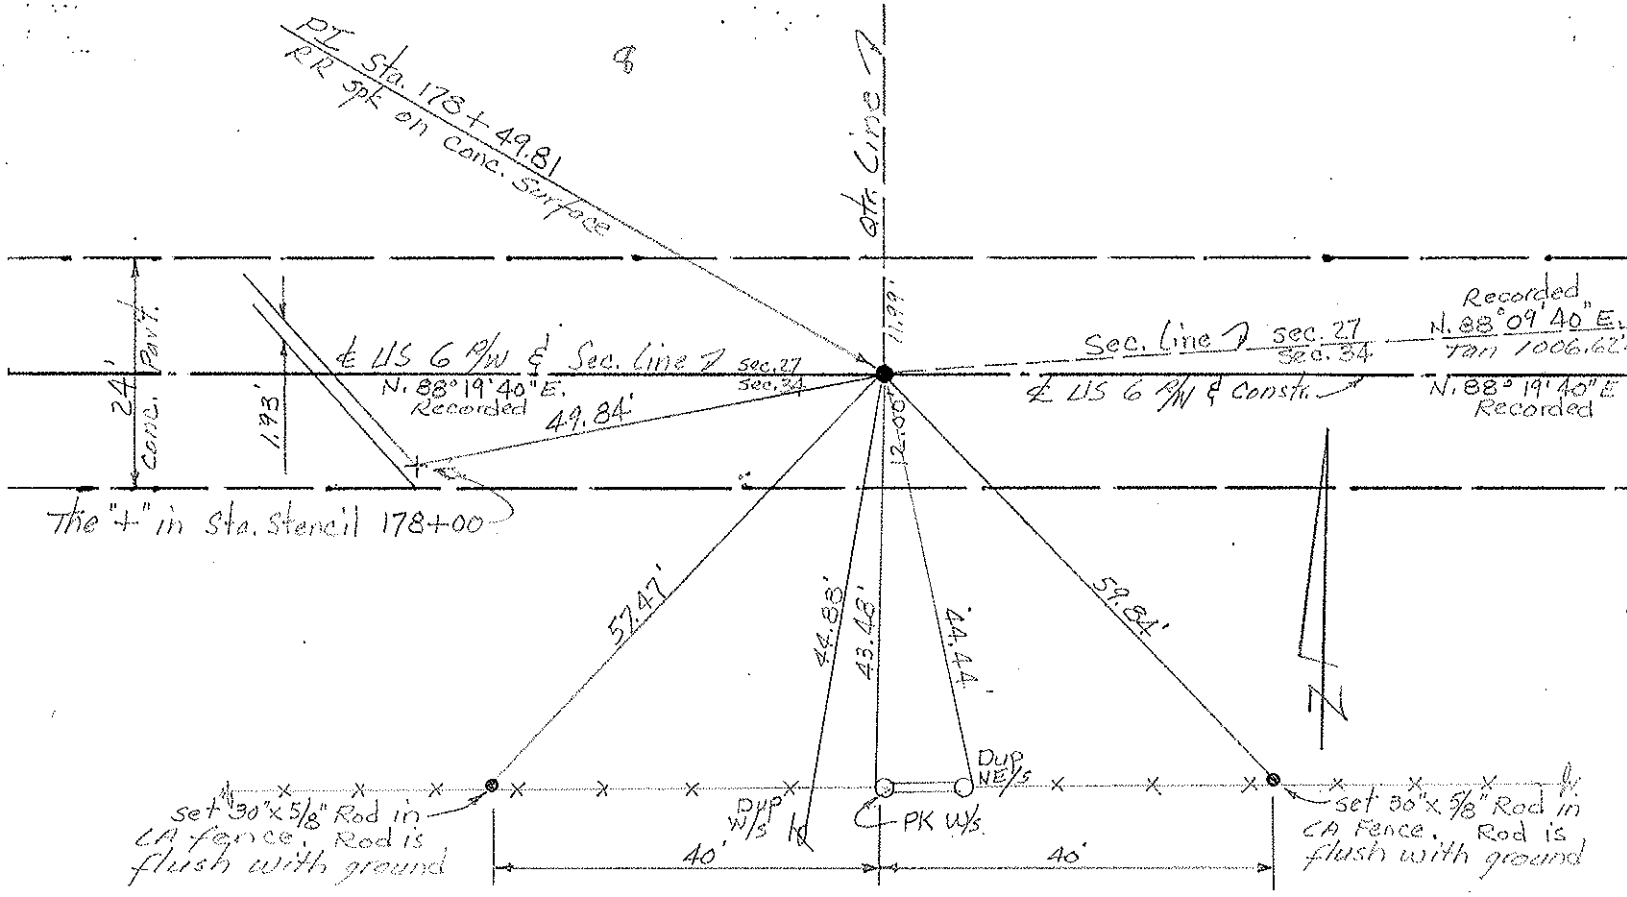 PI Sta. 178+49.81
RR spk on conc. surface
8
Qtr. Line
11.99'
Recorded
Sec. Line sec. 27 N. 88°09'40" E.
Sec. 34 Tan 1006.62'
℄ US 6 R/W & Sec. Line sec. 27
Sec. 34
N. 88°19'40" E.
Recorded
℄ US 6 R/W & Constr. N. 88°19'40" E
Recorded
24'
Conc. Pav't.
1.93'
49.84'
12.00'
The "+" in Sta. Stencil 178+00
57.47'
44.88'
43.48'
44.44'
59.84'
N
DUP
NE/S
DUP
W/S
PK W/S.
set 30" x 5/8" Rod in
LA fence. Rod is
flush with ground
set 30" x 5/8" Rod in
LA Fence. Rod is
flush with ground
40'
40'